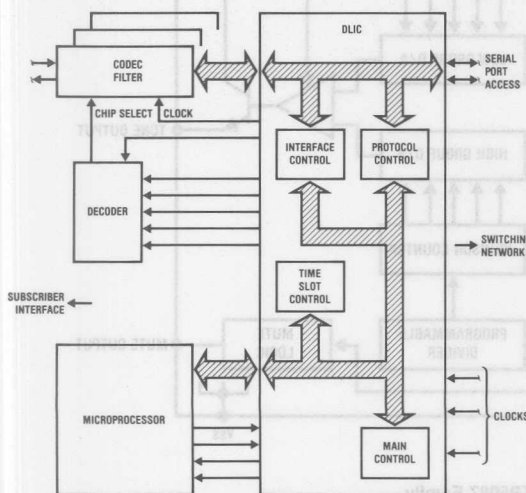 DLIC
CODEC
FILTER
SERIAL
PORT
ACCESS
CHIP SELECT
CLOCK
INTERFACE
CONTROL
PROTOCOL
CONTROL
DECODER
SWITCHIN
NETWORK
TIME
SLOT
CONTROL
SUBSCRIBER
INTERFACE
MICROPROCESSOR
CLOCKS
MAIN
CONTROL